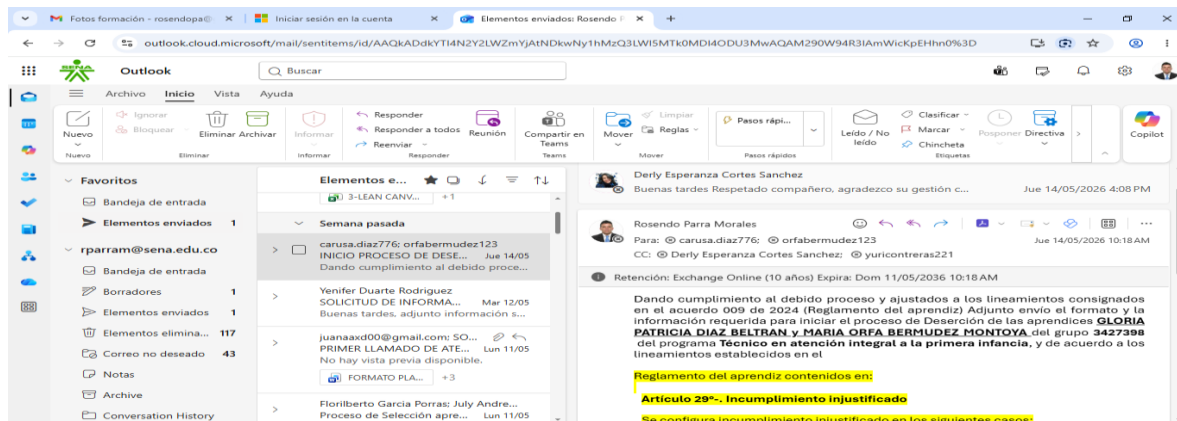 Fotos formación - rosendopa@
Iniciar sesión en la cuenta
Elementos enviados: Rosendo P
outlook.cloud.microsoft/mail/sentitems/id/AAQkADdkYTI4N2Y2LWZmYjAtNDkwNy1hMzQ3LWI5MTk0MDI4ODU3MwAQAM290W94R3IAmWicKpEHhn0%3D
SENA
Outlook
Buscar
Archivo Inicio Vista Ayuda
Nuevo
Ignorar
Bloquear
Eliminar Archivar
Informar
Responder
Responder a todos
Reenviar
Reunión
Compartir en Teams
Mover
Limpiar
Reglas
Pasos rápi...
Leído / No leído
Clasificar
Marcar
Chincheta
Posponer
Directiva
Copilot
Nuevo
Eliminar
Informar
Responder
Teams
Mover
Pasos rápidos
Etiquetas
Favoritos
Bandeja de entrada
Elementos enviados 1
rparram@sena.edu.co
Bandeja de entrada
Borradores 1
Elementos enviados 1
Elementos elimina... 117
Correo no deseado 43
Notas
Archive
Conversation History
Elementos e...
3-LEAN CANV... +1
Semana pasada
carusa.diaz776; orfabermudez123
INICIO PROCESO DE DESE... Jue 14/05
Dando cumplimiento al debido proce...
Yenifer Duarte Rodriguez
SOLICITUD DE INFORMA... Mar 12/05
Buenas tardes, adjunto información s...
juanaaxd00@gmail.com; SO...
PRIMER LLAMADO DE ATE... Lun 11/05
No hay vista previa disponible.
FORMATO PLA... +3
Florilberto Garcia Porras; July Andre...
Proceso de Selección apre... Lun 11/05
Derly Esperanza Cortes Sanchez
Buenas tardes Respetado compañero, agradezco su gestión c... Jue 14/05/2026 4:08 PM
Rosendo Parra Morales
Para: carusa.diaz776; orfabermudez123
Jue 14/05/2026 10:18 AM
CC: Derly Esperanza Cortes Sanchez; yuricontreras221
Retención: Exchange Online (10 años) Expira: Dom 11/05/2036 10:18 AM
Dando cumplimiento al debido proceso y ajustados a los lineamientos consignados
en el acuerdo 009 de 2024 (Reglamento del aprendiz) Adjunto envío el formato y la
información requerida para iniciar el proceso de Deserción de las aprendices GLORIA
PATRICIA DIAZ BELTRAN y MARIA ORFA BERMUDEZ MONTOYA del grupo 3427398
del programa Técnico en atención integral a la primera infancia, y de acuerdo a los
lineamientos establecidos en el
Reglamento del aprendiz contenidos en:
Artículo 29º-. Incumplimiento injustificado
Se configura incumplimiento injustificado en los siguientes casos: